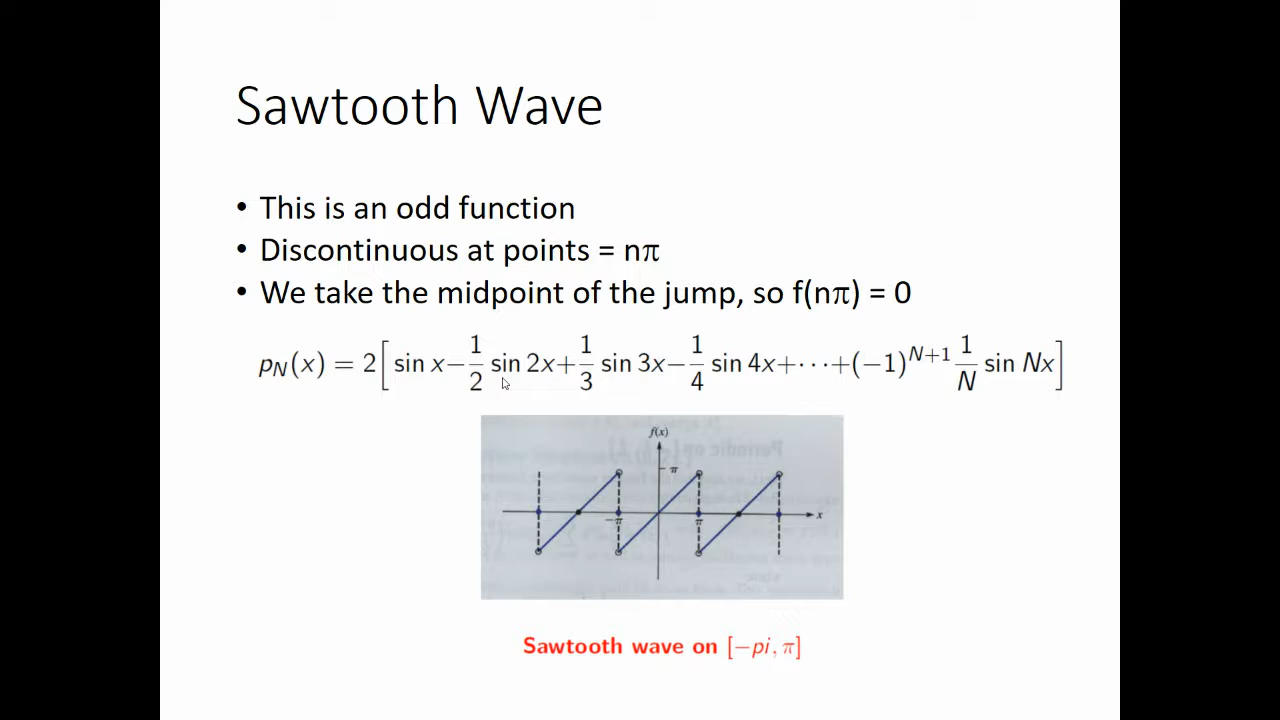 Sawtooth Wave
• This is an odd function
• Discontinuous at points = nπ
• We take the midpoint of the jump, so f(nπ) = 0
p_N(x) = 2[ sin x − 1/2 sin 2x + 1/3 sin 3x − 1/4 sin 4x + ··· + (−1)^{N+1} 1/N sin Nx ]
f(x)
π
−π
π
x
Sawtooth wave on [−pi, π]